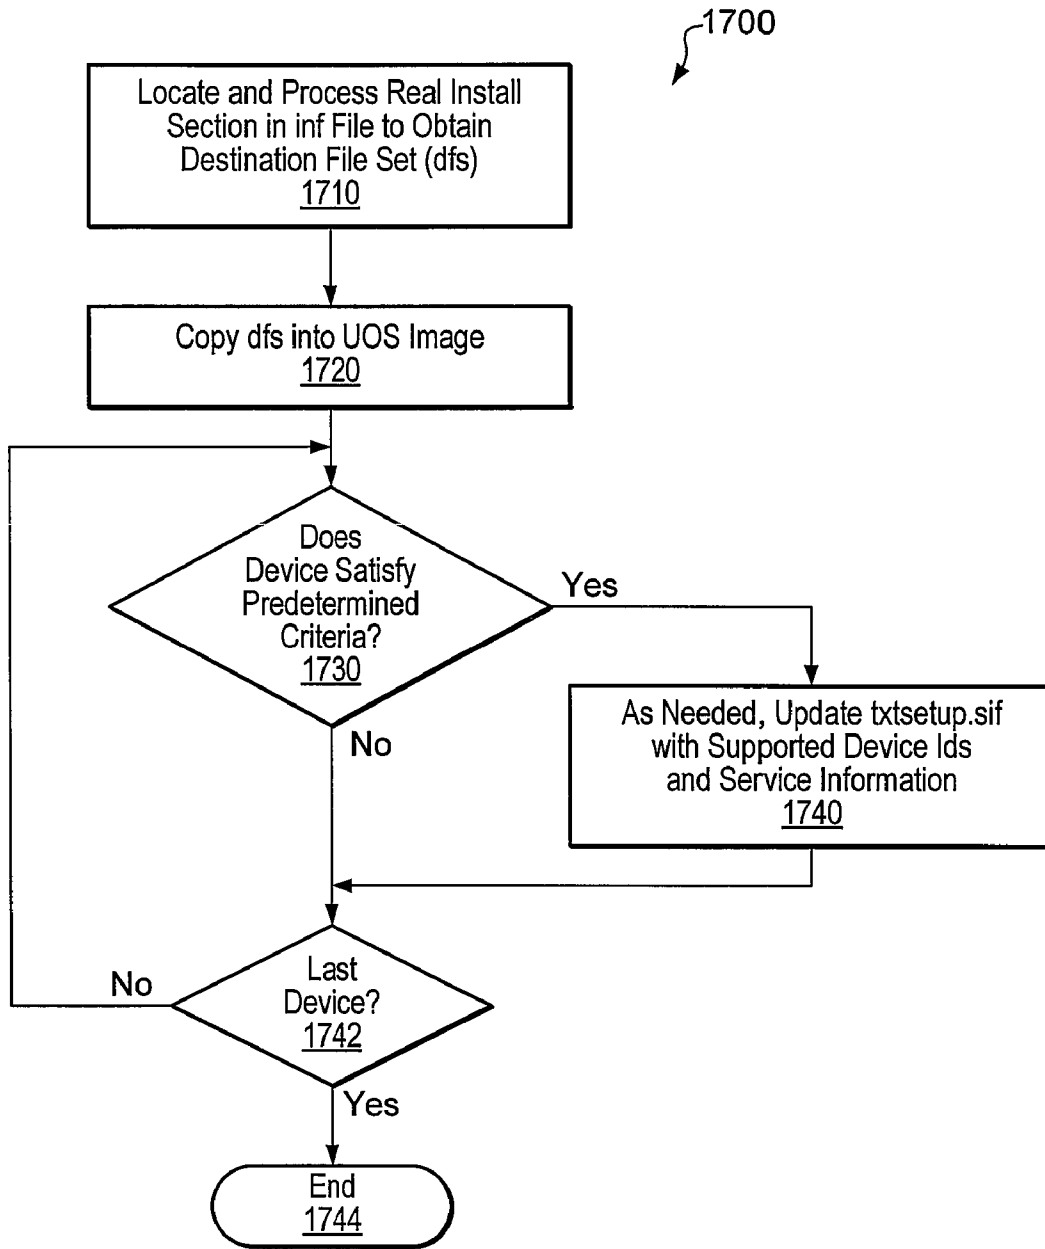 1700
Locate and Process Real Install
Section in inf File to Obtain
Destination File Set (dfs)
1710
Copy dfs into UOS Image
1720
Does
Device Satisfy
Predetermined
Criteria?
1730
Yes
No
As Needed, Update txtsetup.sif
with Supported Device Ids
and Service Information
1740
Last
Device?
1742
No
Yes
End
1744